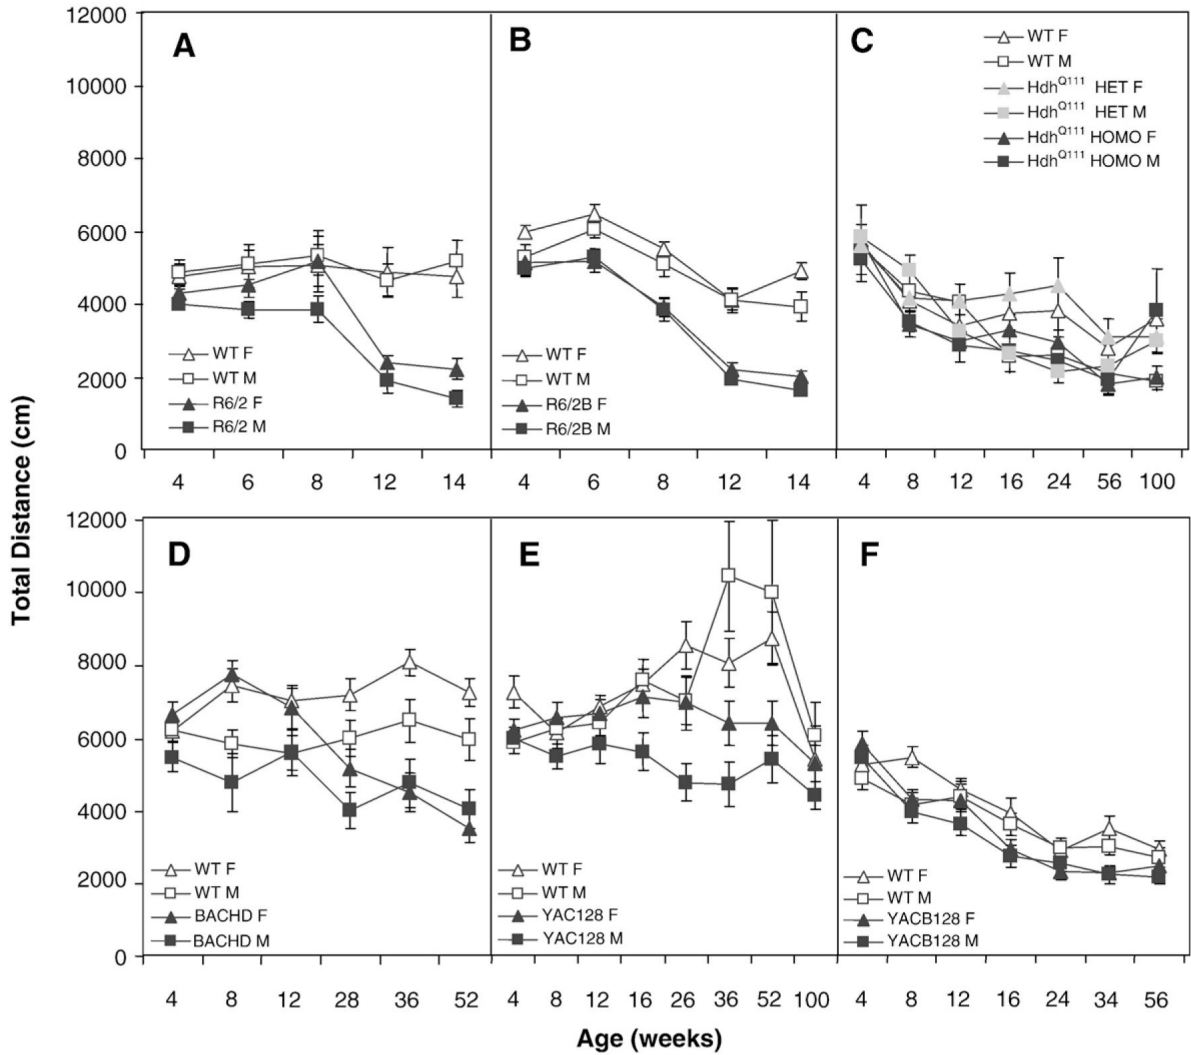 Total Distance (cm)
12000
10000
8000
6000
4000
2000
0
A
WT F
WT M
R6/2 F
R6/2 M
4 6 8 12 14
B
WT F
WT M
R6/2B F
R6/2B M
4 6 8 12 14
C
WT F
WT M
Hdh^Q111 HET F
Hdh^Q111 HET M
Hdh^Q111 HOMO F
Hdh^Q111 HOMO M
4 8 12 16 24 56 100
12000
10000
8000
6000
4000
2000
0
D
WT F
WT M
BACHD F
BACHD M
4 8 12 28 36 52
E
WT F
WT M
YAC128 F
YAC128 M
4 8 12 16 26 36 52 100
F
WT F
WT M
YACB128 F
YACB128 M
4 8 12 16 24 34 56
Age (weeks)